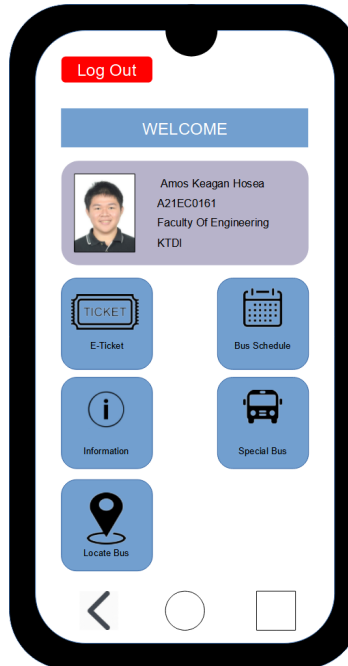 Log Out
WELCOME
Amos Keagan Hosea
A21EC0161
Faculty Of Engineering
KTDI
TICKET
E-Ticket
Bus Schedule
i
Information
Special Bus
Locate Bus